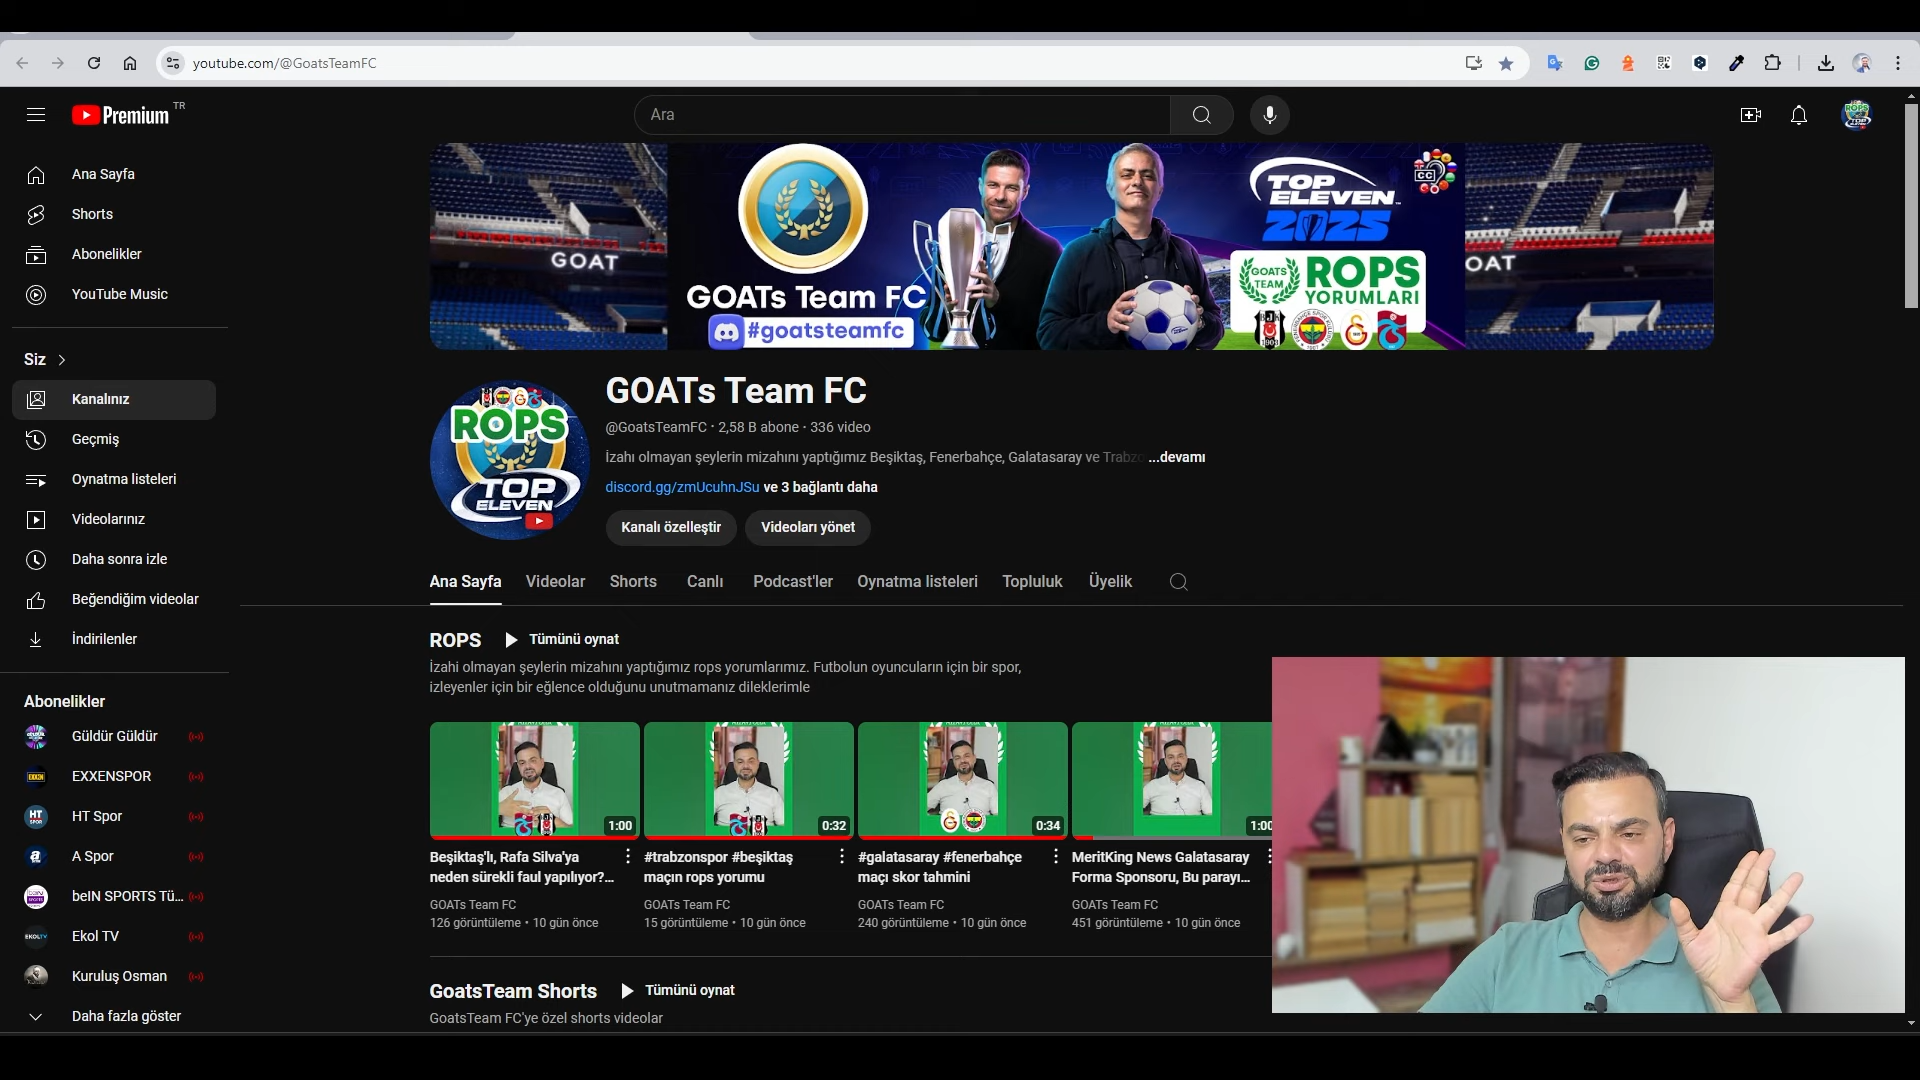 youtube.com/@GoatsTeamFC
Premium TR
Ara
Ana Sayfa
Shorts
Abonelikler
YouTube Music
Siz
Kanalınız
Geçmiş
Oynatma listeleri
Videolarınız
Daha sonra izle
Beğendiğim videolar
İndirilenler
Abonelikler
Güldür Güldür
EXXENSPOR
HT Spor
A Spor
beIN SPORTS Tü...
Ekol TV
Kuruluş Osman
Daha fazla göster
GOAT
GOATs Team FC
#goatsteamfc
TOP
ELEVEN
2025
CC
GOATS
TEAM
ROPS
YORUMLARI
OAT
ROPS
TOP
ELEVEN
GOATs Team FC
@GoatsTeamFC • 2,58 B abone • 336 video
İzahı olmayan şeylerin mizahını yaptığımız Beşiktaş, Fenerbahçe, Galatasaray ve Trabzo ...devamı
discord.gg/zmUcuhnJSu ve 3 bağlantı daha
Kanalı özelleştir
Videoları yönet
Ana Sayfa Videolar Shorts Canlı Podcast'ler Oynatma listeleri Topluluk Üyelik
ROPS
Tümünü oynat
İzahi olmayan şeylerin mizahını yaptığımız rops yorumlarımız. Futbolun oyuncuların için bir spor,
izleyenler için bir eğlence olduğunu unutmamanız dileklerimle
1:00
Beşiktaş'lı, Rafa Silva'ya
neden sürekli faul yapılıyor?...
GOATs Team FC
126 görüntüleme • 10 gün önce
0:32
#trabzonspor #beşiktaş
maçın rops yorumu
GOATs Team FC
15 görüntüleme • 10 gün önce
0:34
#galatasaray #fenerbahçe
maçı skor tahmini
GOATs Team FC
240 görüntüleme • 10 gün önce
1:00
MeritKing News Galatasaray
Forma Sponsoru, Bu parayı...
GOATs Team FC
451 görüntüleme • 10 gün önce
GoatsTeam Shorts
Tümünü oynat
GoatsTeam FC'ye özel shorts videolar